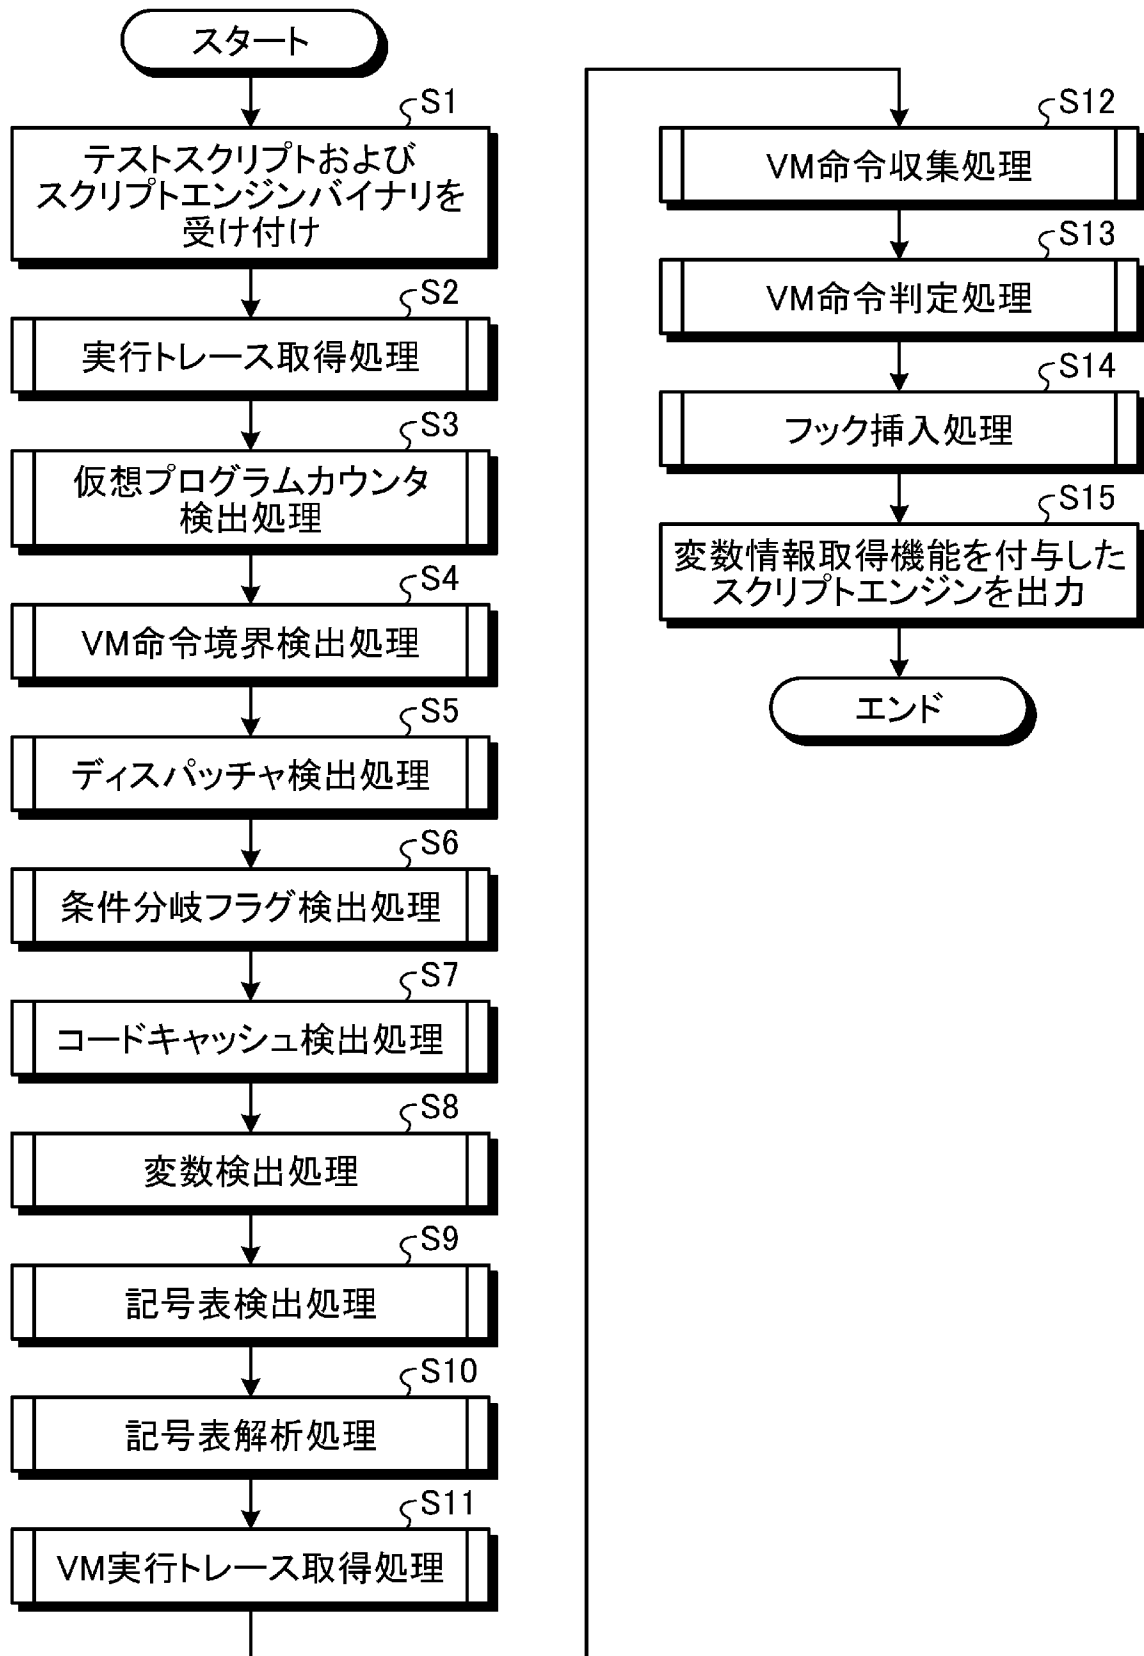 スタート
S1
テストスクリプトおよび
スクリプトエンジンバイナリを
受け付け
S2
実行トレース取得処理
S3
仮想プログラムカウンタ
検出処理
S4
VM命令境界検出処理
S5
ディスパッチャ検出処理
S6
条件分岐フラグ検出処理
S7
コードキャッシュ検出処理
S8
変数検出処理
S9
記号表検出処理
S10
記号表解析処理
S11
VM実行トレース取得処理
S12
VM命令収集処理
S13
VM命令判定処理
S14
フック挿入処理
S15
変数情報取得機能を付与した
スクリプトエンジンを出力
エンド